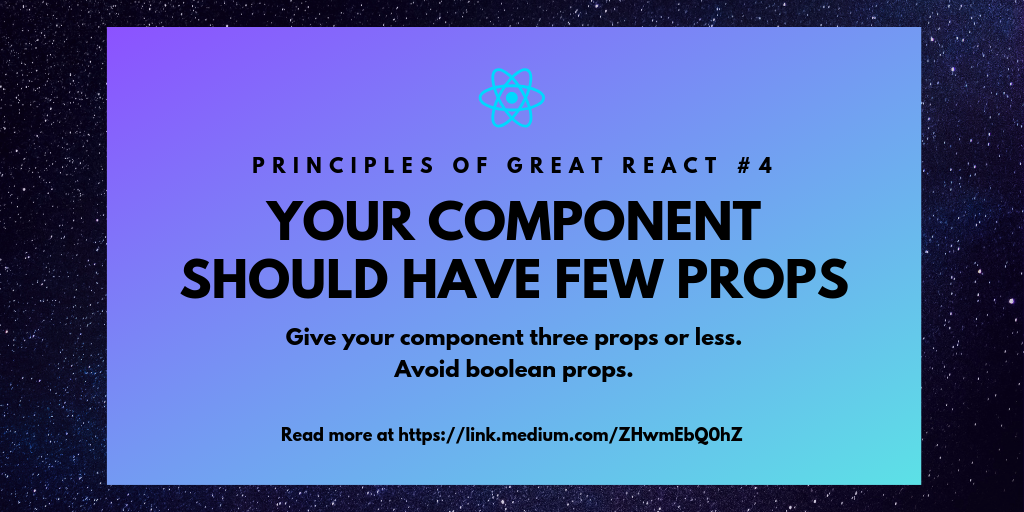 PRINCIPLES OF GREAT REACT #4
YOUR COMPONENT
SHOULD HAVE FEW PROPS
Give your component three props or less.
Avoid boolean props.
Read more at https://link.medium.com/ZHwmEbQ0hZ